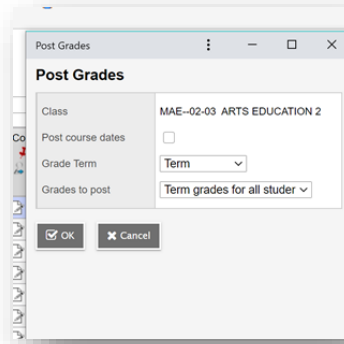 Post Grades
Post Grades
Class MAE--02-03 ARTS EDUCATION 2
Post course dates
Grade Term Term
Grades to post Term grades for all studer
OK Cancel
Co